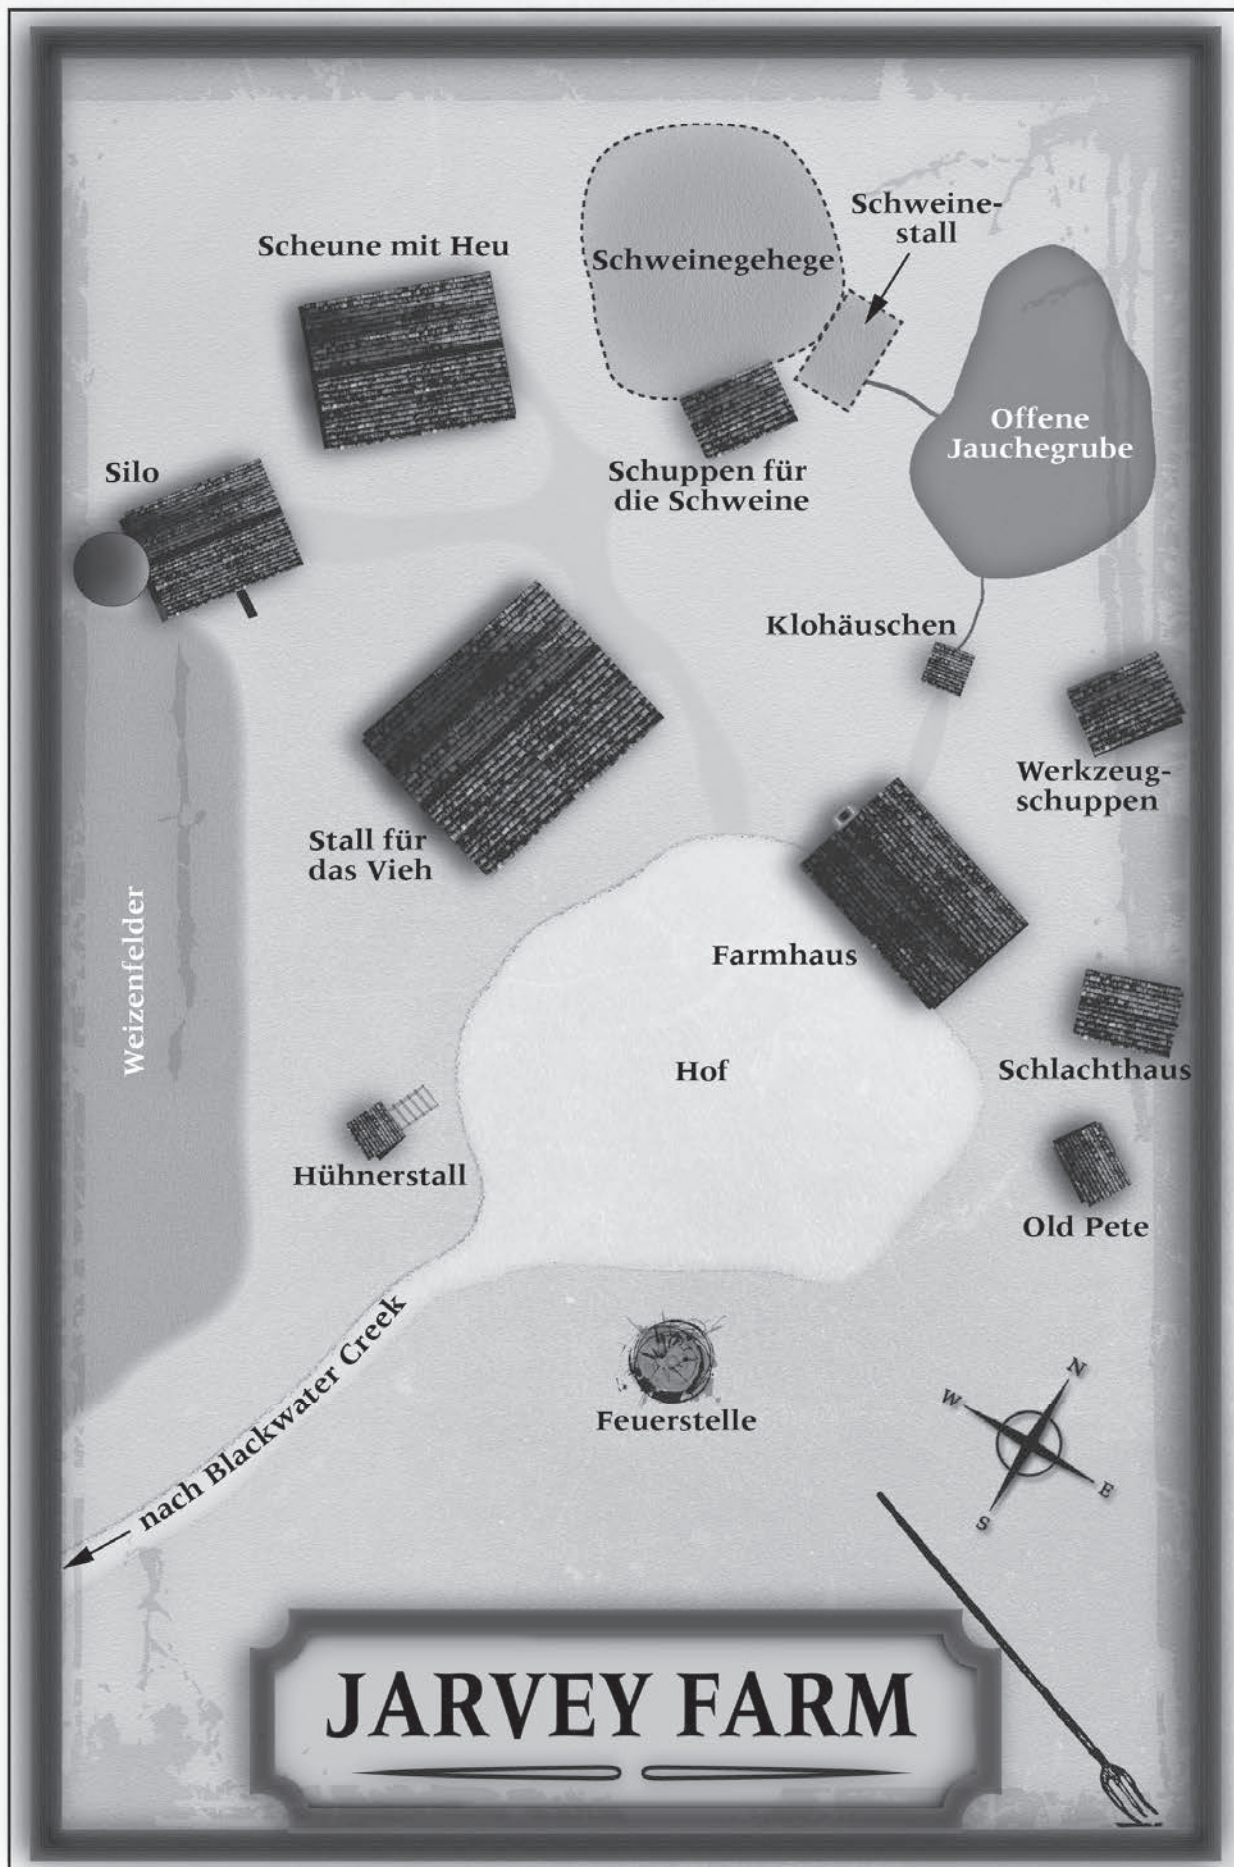 Schweine-
stall
Scheune mit Heu
Schweinegehege
Offene
Jauchegrube
Silo
Schuppen für
die Schweine
Klohäuschen
Werkzeug-
schuppen
Stall für
das Vieh
Weizenfelder
Farmhaus
Hof
Schlachthaus
Hühnerstall
Old Pete
nach Blackwater Creek
Feuerstelle
N
W
E
S
JARVEY FARM